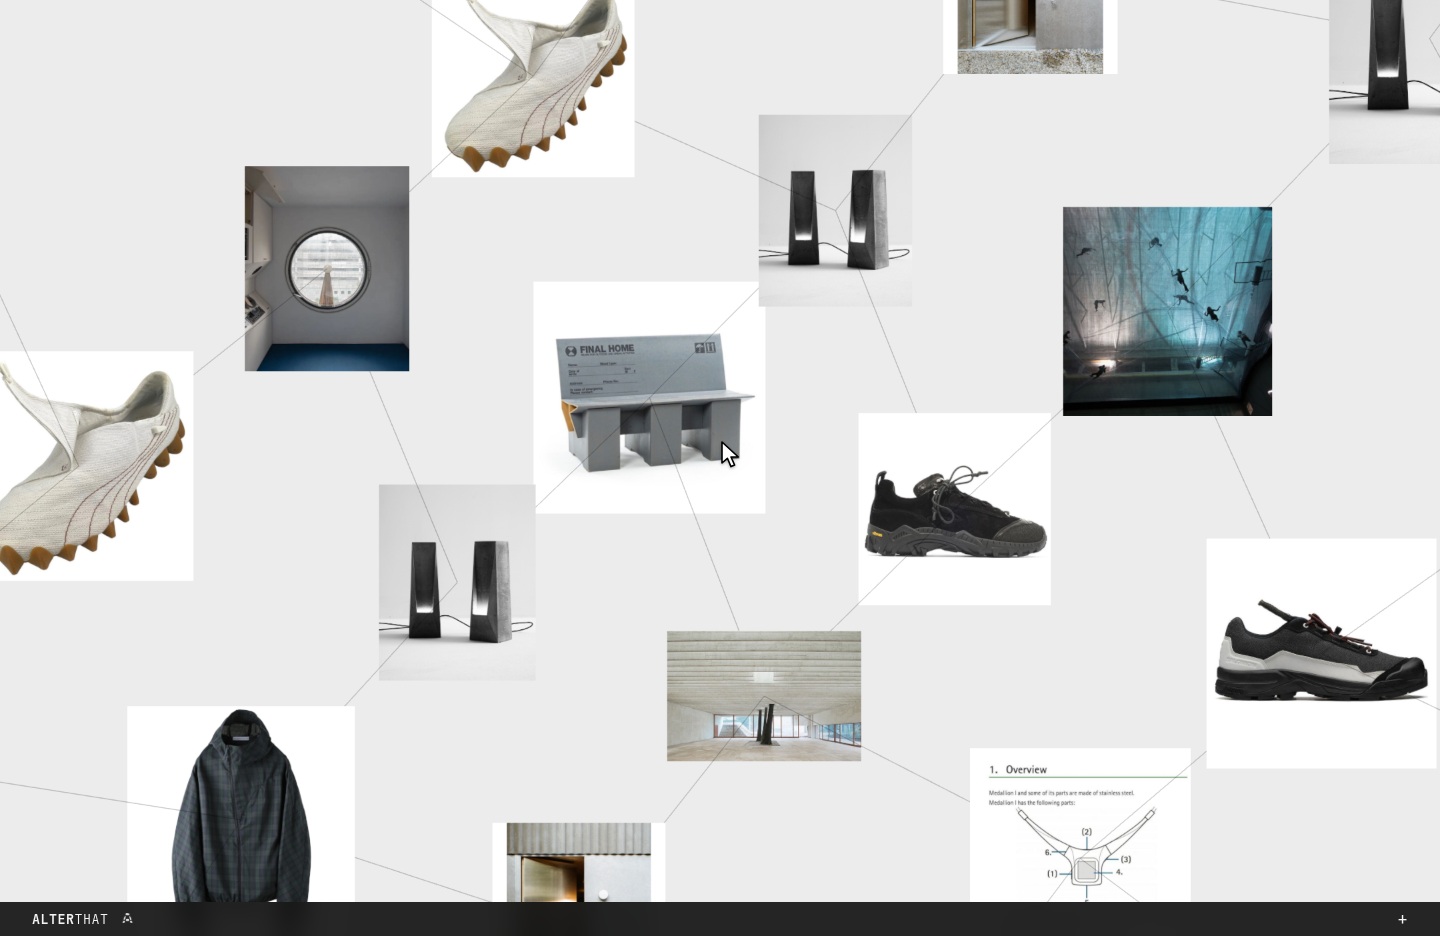 FINAL HOME
1. Overview
Medallion I and some of its parts are made of stainless steel.
Medallion I has the following parts:
(2)
6.
(3)
(1)
4.
ALTERTHAT
+